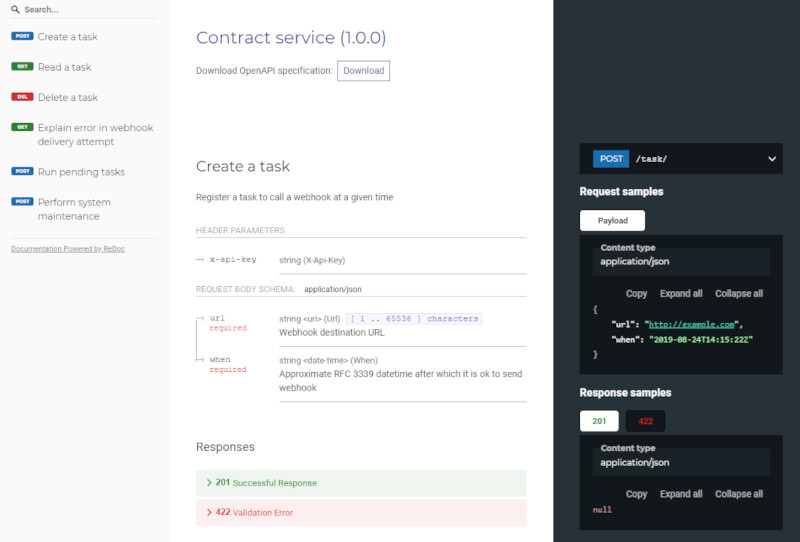 Search...
POST Create a task
GET Read a task
DEL Delete a task
GET Explain error in webhook
delivery attempt
POST Run pending tasks
POST Perform system
maintenance
Documentation Powered by ReDoc
Contract service (1.0.0)
Download OpenAPI specification: Download
Create a task
Register a task to call a webhook at a given time
HEADER PARAMETERS
x-api-key string (X-Api-Key)
REQUEST BODY SCHEMA: application/json
url string <uri> (Url) [ 1 .. 65536 ] characters
required Webhook destination URL
when string <date-time> (When)
required Approximate RFC 3339 datetime after which it is ok to send
webhook
Responses
201 Successful Response
422 Validation Error
POST /task/
Request samples
Payload
Content type
application/json
Copy Expand all Collapse all
{
"url": "http://example.com",
"when": "2019-08-24T14:15:22Z"
}
Response samples
201 422
Content type
application/json
Copy Expand all Collapse all
null